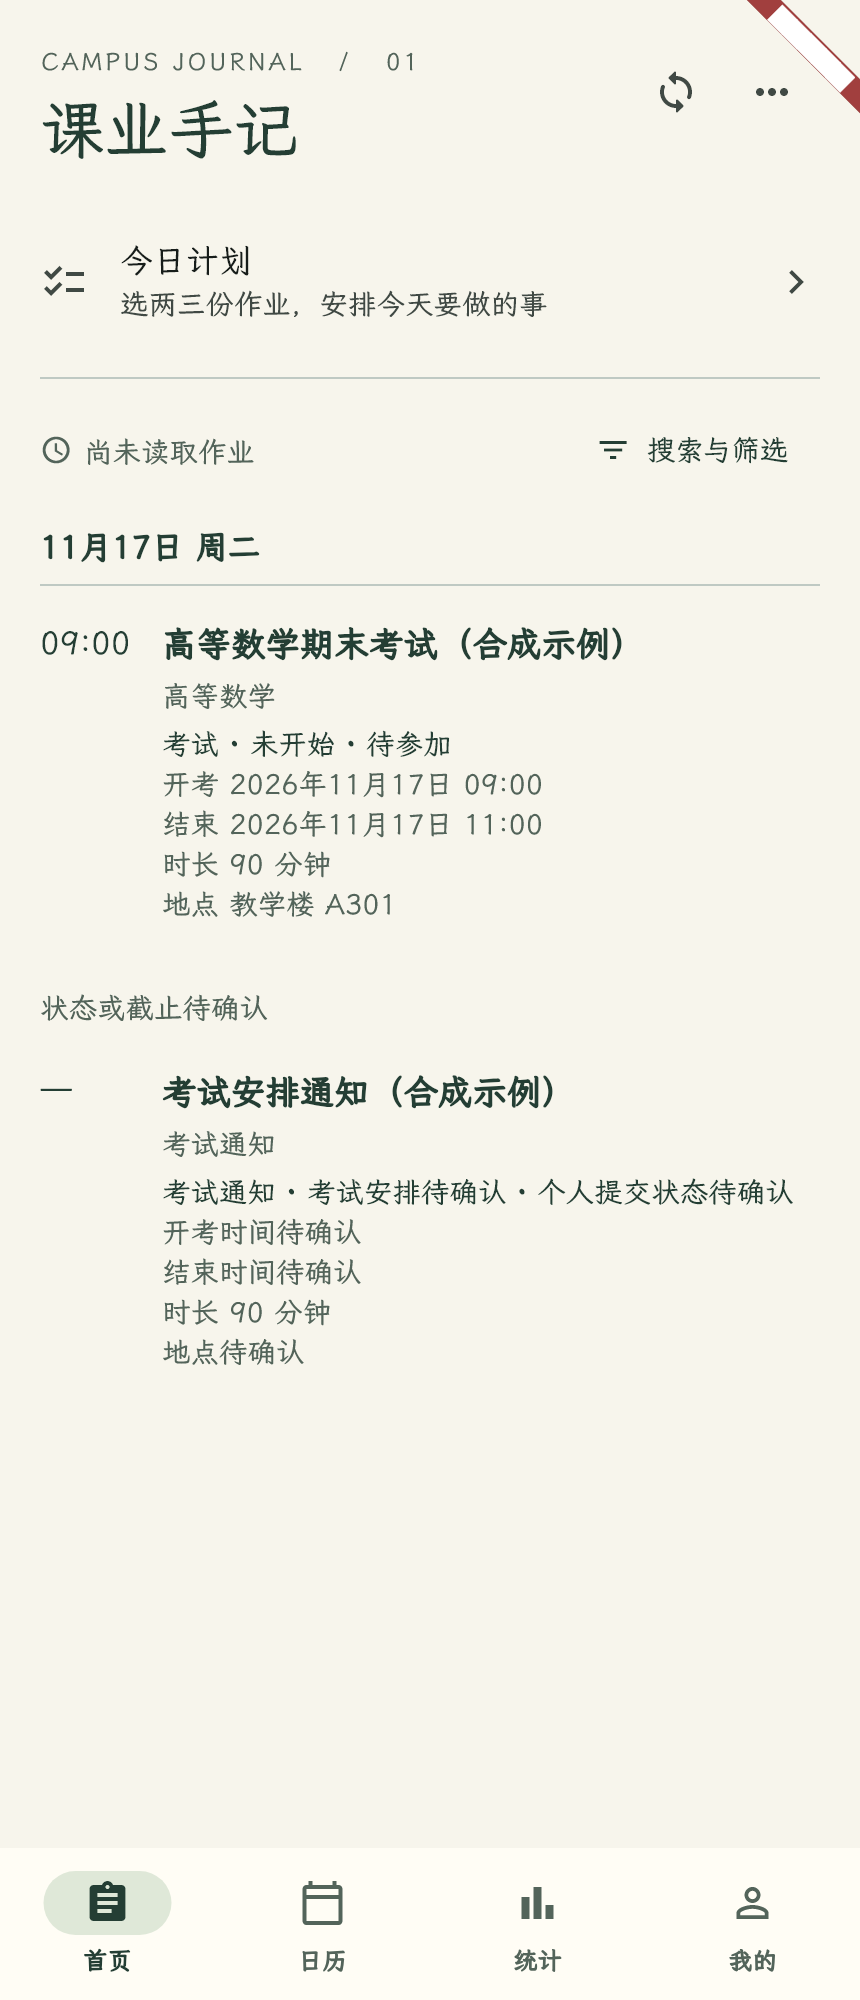 CAMPUS JOURNAL / 01
课业手记
今日计划
选两三份作业，安排今天要做的事
尚未读取作业
搜索与筛选
11月17日 周二
09:00 高等数学期末考试（合成示例）
高等数学
考试·未开始·待参加
开考 2026年11月17日 09:00
结束 2026年11月17日 11:00
时长 90 分钟
地点 教学楼 A301
状态或截止待确认
— 考试安排通知（合成示例）
考试通知
考试通知·考试安排待确认·个人提交状态待确认
开考时间待确认
结束时间待确认
时长 90 分钟
地点待确认
首页
日历
统计
我的